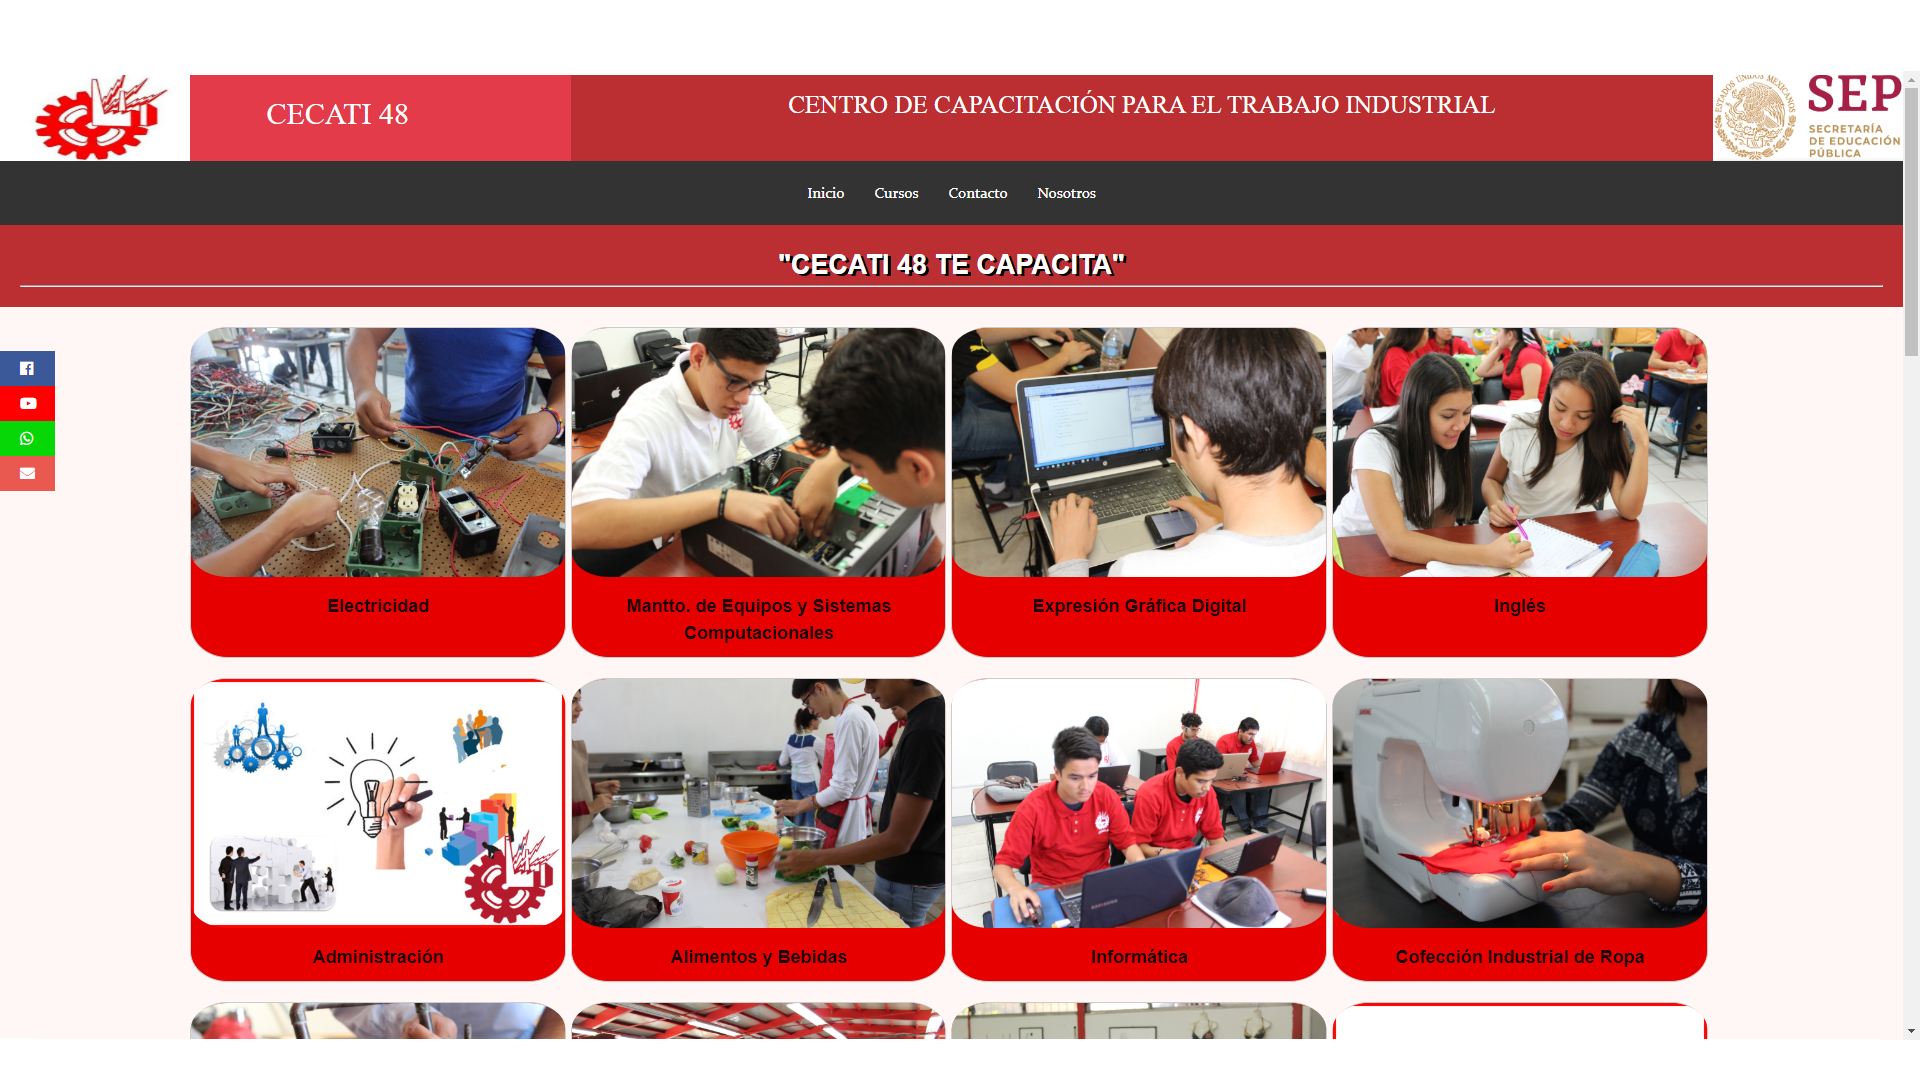 CECATI 48
CENTRO DE CAPACITACIÓN PARA EL TRABAJO INDUSTRIAL
ESTADOS UNIDOS MEXICANOS
SEP
SECRETARÍA
DE EDUCACIÓN
PÚBLICA
Inicio Cursos Contacto Nosotros
"CECATI 48 TE CAPACITA"
Electricidad
Mantto. de Equipos y Sistemas
Computacionales
Expresión Gráfica Digital
Inglés
Administración
Alimentos y Bebidas
Informática
Cofección Industrial de Ropa